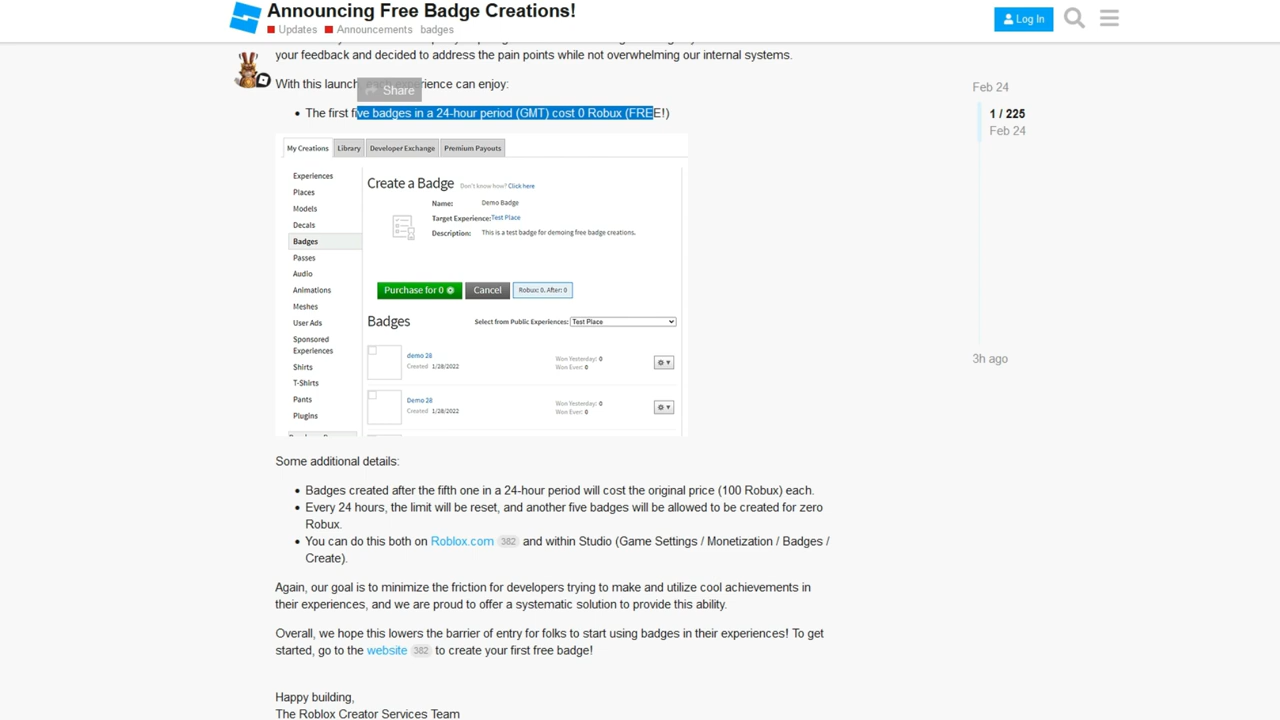 Announcing Free Badge Creations!
Updates Announcements badges
Log In
your feedback and decided to address the pain points while not overwhelming our internal systems.
With this launch, each experience can enjoy:
Share
• The first five badges in a 24-hour period (GMT) cost 0 Robux (FREE!)
Feb 24
1 / 225
Feb 24
3h ago
My Creations Library Developer Exchange Premium Payouts
Experiences
Places
Models
Decals
Badges
Passes
Audio
Animations
Meshes
User Ads
Sponsored
Experiences
Shirts
T-Shirts
Pants
Plugins
Create a Badge Don't know how? Click here
Name: Demo Badge
Target Experience: Test Place
Description: This is a test badge for demoing free badge creations.
Purchase for 0 Cancel Robux: 0. After: 0
Badges Select from Public Experiences: Test Place
demo 28
Created 1/28/2022
Won Yesterday: 0
Won Ever: 0
Demo 28
Created 1/28/2022
Won Yesterday: 0
Won Ever: 0
Some additional details:
• Badges created after the fifth one in a 24-hour period will cost the original price (100 Robux) each.
• Every 24 hours, the limit will be reset, and another five badges will be allowed to be created for zero
Robux.
• You can do this both on Roblox.com 382 and within Studio (Game Settings / Monetization / Badges /
Create).
Again, our goal is to minimize the friction for developers trying to make and utilize cool achievements in
their experiences, and we are proud to offer a systematic solution to provide this ability.
Overall, we hope this lowers the barrier of entry for folks to start using badges in their experiences! To get
started, go to the website 382 to create your first free badge!
Happy building,
The Roblox Creator Services Team